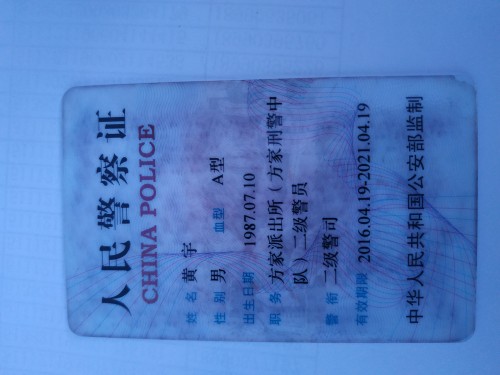 人民警察证
CHINA POLICE
姓 名 黄 宇
性 别 男 血型 A型
出生日期 1987.07.10
职 务 方家派出所（方家刑警中
队）二级警员
警 衔 二级警司
有效期限 2016.04.19-2021.04.19
中华人民共和国公安部监制